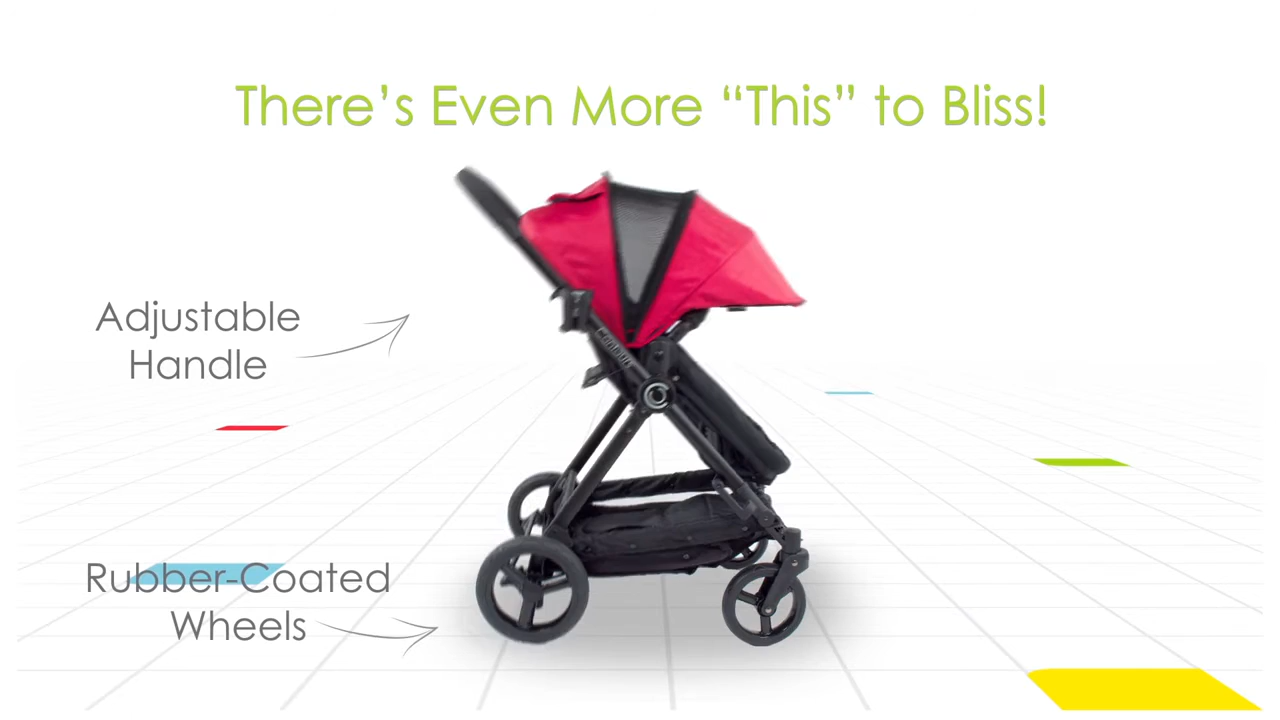 There’s Even More “This” to Bliss!
Adjustable
Handle
Rubber-Coated
Wheels